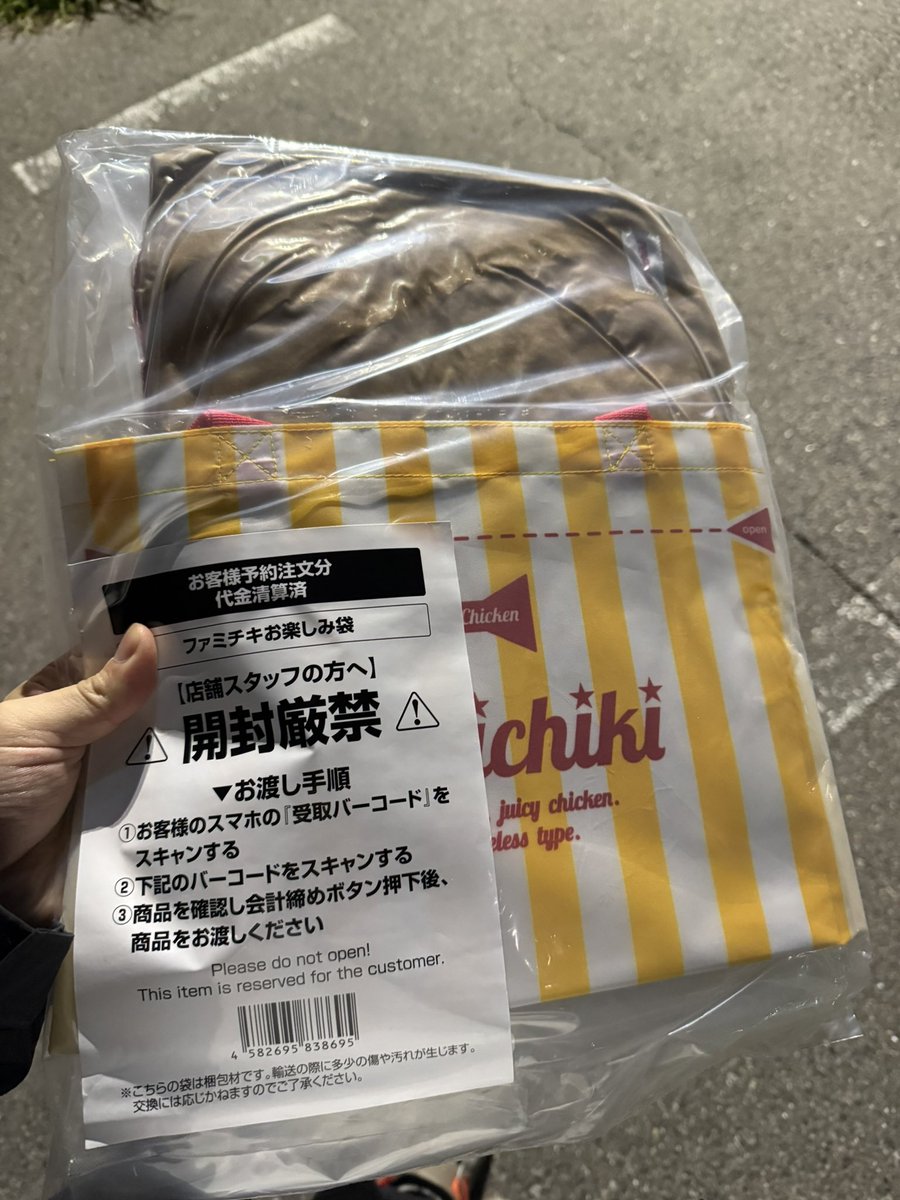 お客様予約注文分
代金清算済
ファミチキお楽しみ袋
【店舗スタッフの方へ】
開封厳禁
▼お渡し手順
①お客様のスマホの『受取バーコード』を
スキャンする
②下記のバーコードをスキャンする
③商品を確認し会計締めボタン押下後、
商品をお渡しください
Please do not open!
This item is reserved for the customer.
4 582695 838695
※こちらの袋は梱包材です。輸送の際に多少の傷や汚れが生じます。
交換には応じかねますのでご了承ください。
open
Chicken
ichiki
juicy chicken.
eless type.